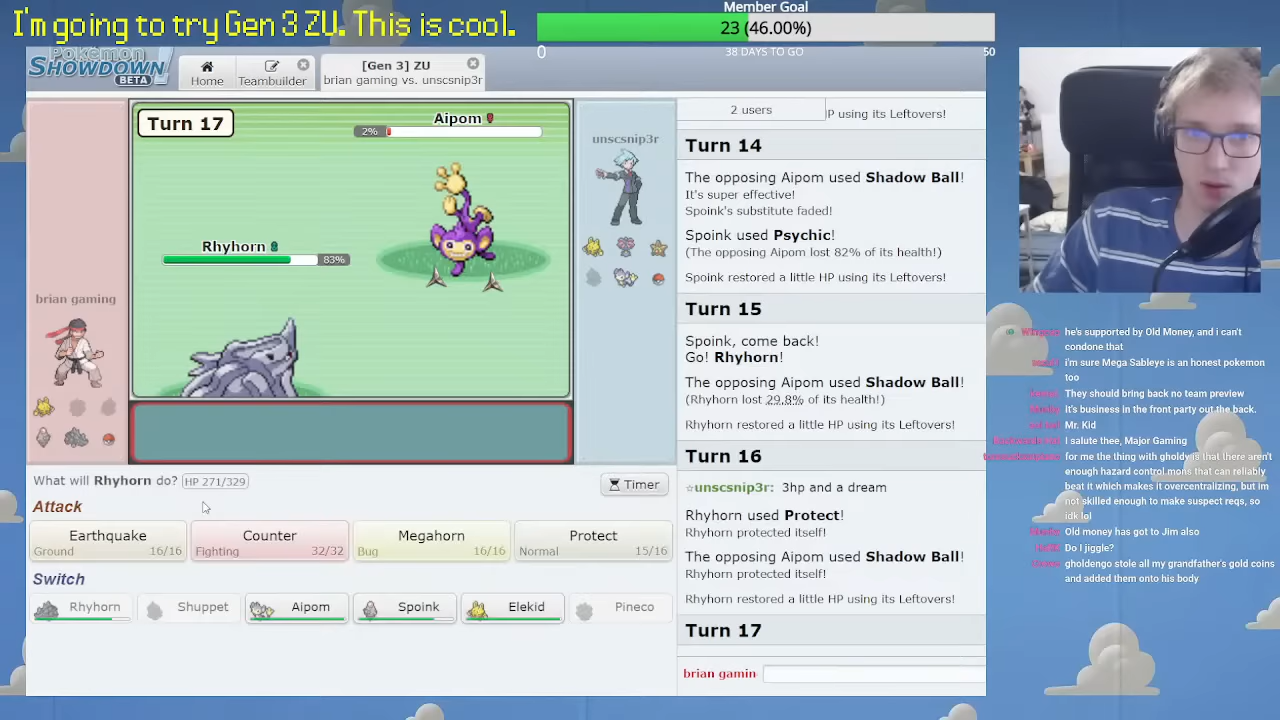 I'm going to try Gen 3 ZU. This is cool.
Member Goal
23 (46.00%)
0
38 DAYS TO GO
50
Pokémon
SHOWDOWN!
BETA
Home
Teambuilder
[Gen 3] ZU
brian gaming vs. unscsnip3r
Turn 17
Aipom
2%
Rhyhorn
83%
brian gaming
unscsnip3r
2 users
IP using its Leftovers!
Turn 14
The opposing Aipom used Shadow Ball!
It's super effective!
Spoink's substitute faded!
Spoink used Psychic!
(The opposing Aipom lost 82% of its health!)
Spoink restored a little HP using its Leftovers!
Turn 15
Spoink, come back!
Go! Rhyhorn!
The opposing Aipom used Shadow Ball!
(Rhyhorn lost 29.8% of its health!)
Rhyhorn restored a little HP using its Leftovers!
Turn 16
☆unscsnip3r: 3hp and a dream
Rhyhorn used Protect!
Rhyhorn protected itself!
The opposing Aipom used Shadow Ball!
Rhyhorn protected itself!
Rhyhorn restored a little HP using its Leftovers!
Turn 17
brian gamin
What will Rhyhorn do? HP 271/329
Timer
Attack
Earthquake
Ground 16/16
Counter
Fighting 32/32
Megahorn
Bug 16/16
Protect
Normal 15/16
Switch
Rhyhorn
Shuppet
Aipom
Spoink
Elekid
Pineco
he's supported by Old Money, and i can't
condone that
i'm sure Mega Sableye is an honest pokemon
too
They should bring back no team preview
it's business in the front party out the back.
Mr. Kid
I salute thee, Major Gaming
for me the thing with gholdy is that there aren't
enough hazard control mons that can reliably
beat it which makes it overcentralizing, but im
not skilled enough to make suspect reqs, so
idk lol
Old money has got to Jim also
Do i jiggle?
gholdengo stole all my grandfather's gold coins
and added them onto his body